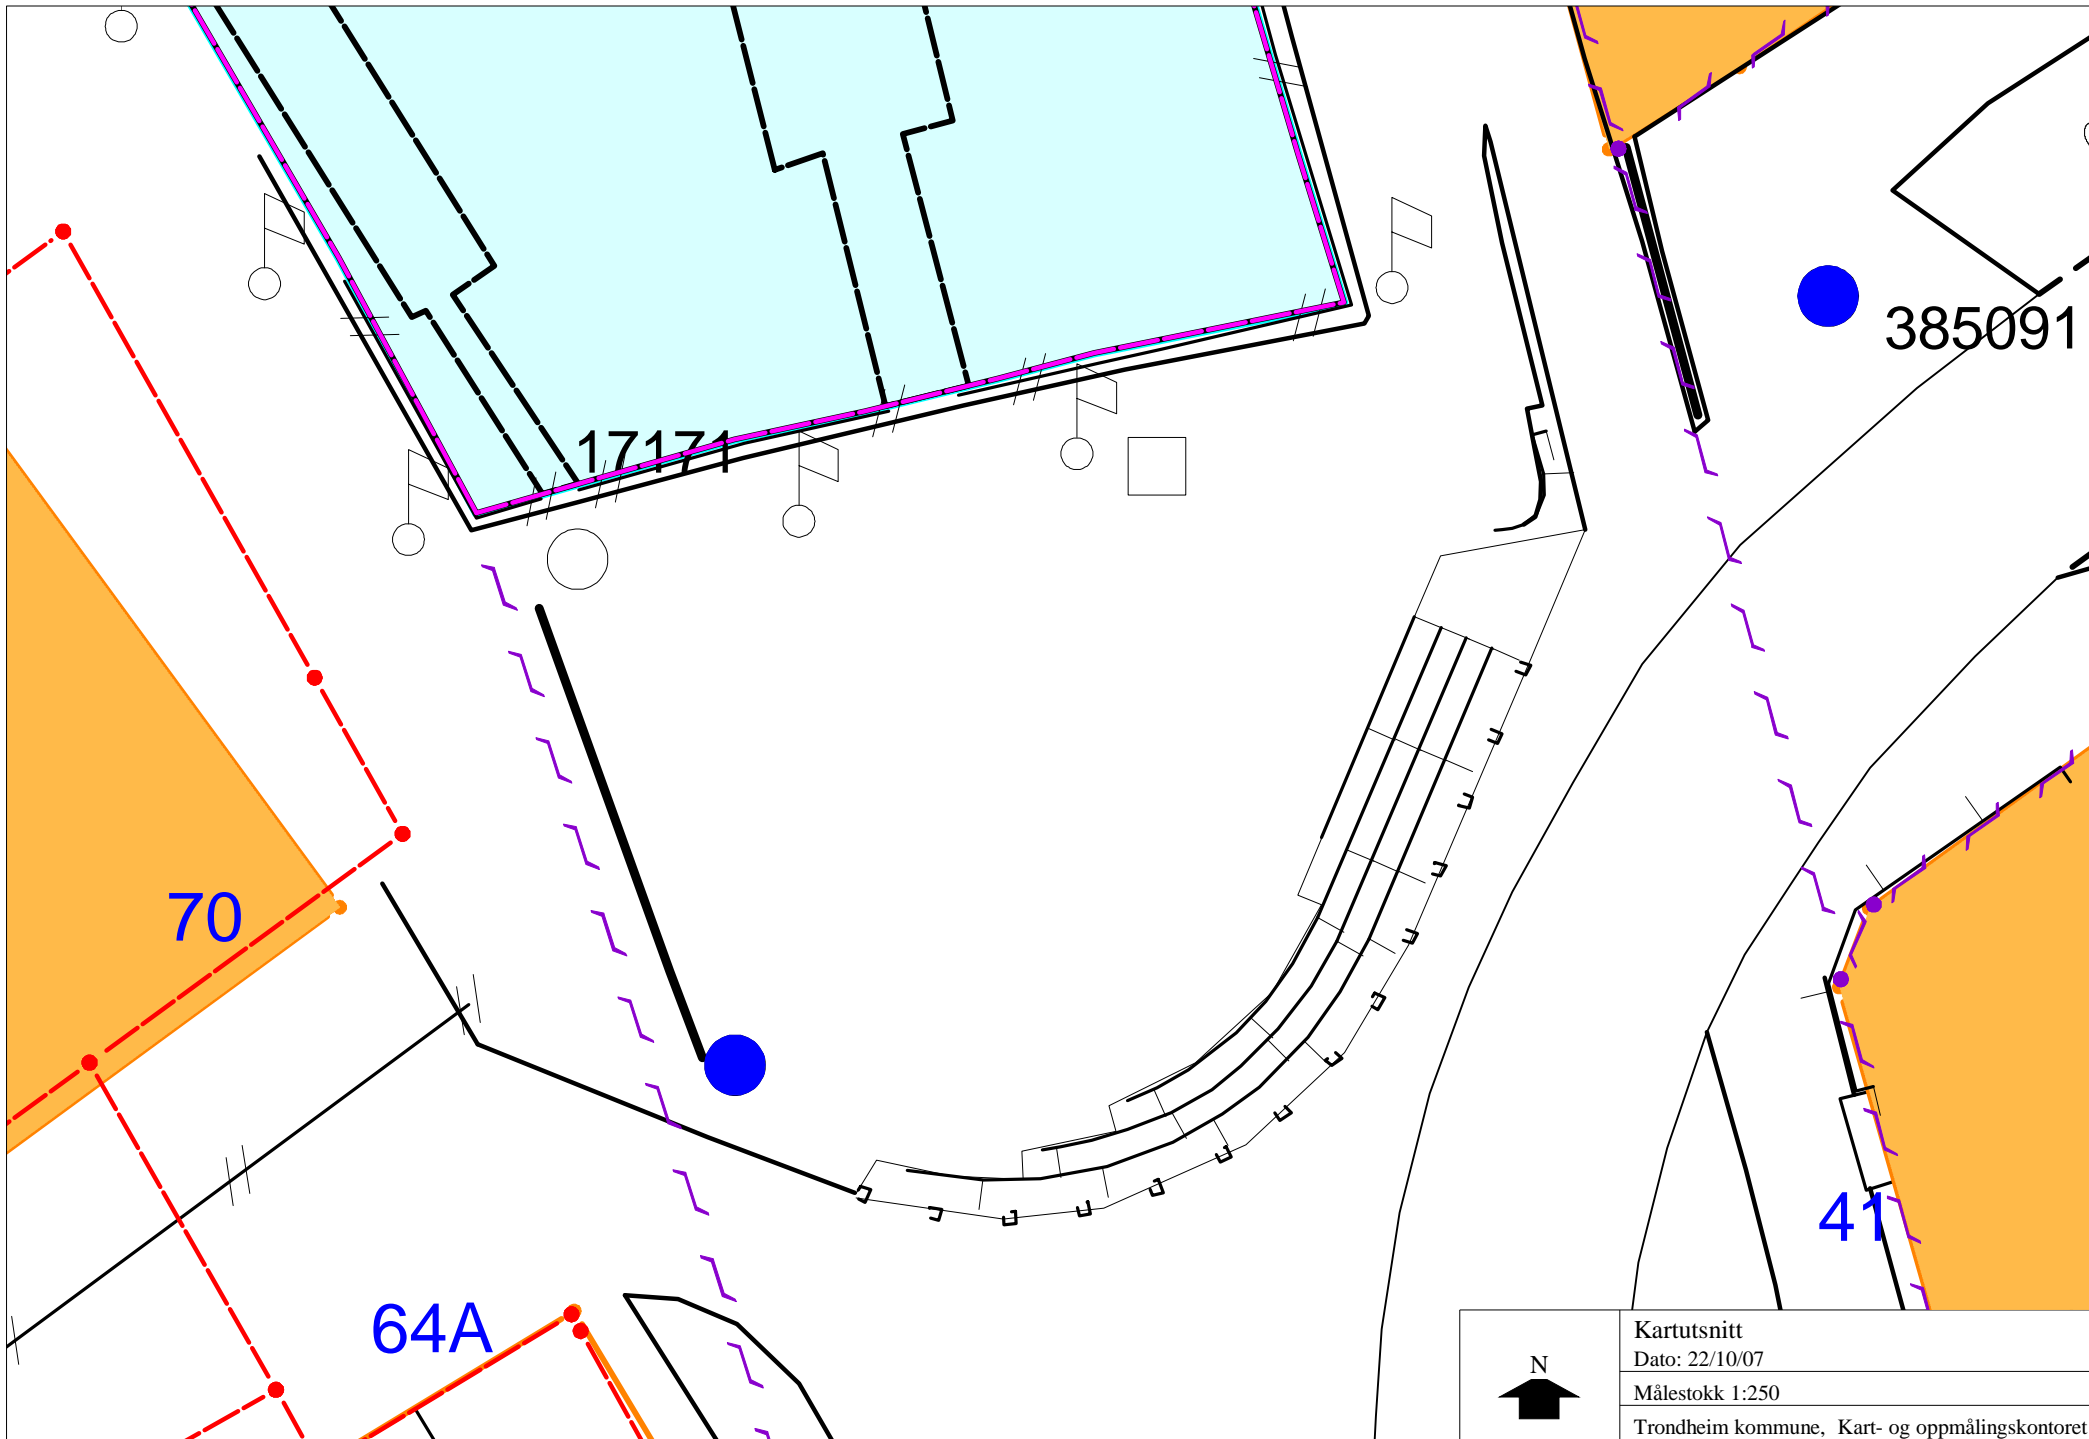 385091
17171
70
41
64A
N
Kartutsnitt
Dato: 22/10/07
Målestokk 1:250
Trondheim kommune, Kart- og oppmålingskontoret